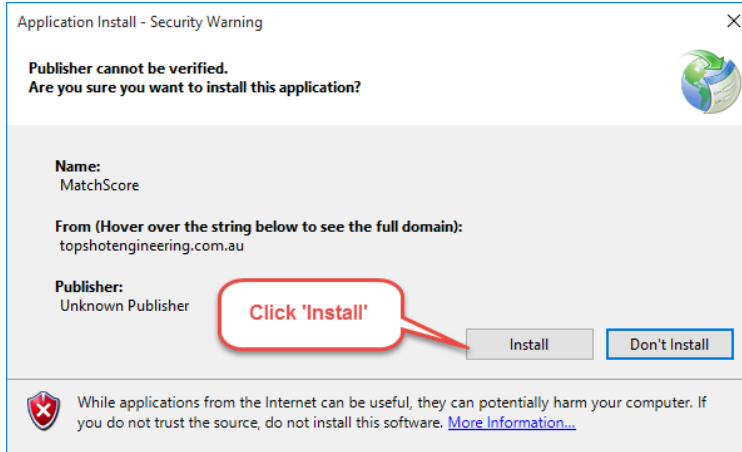 Application Install - Security Warning
Publisher cannot be verified.
Are you sure you want to install this application?
Name:
MatchScore
From (Hover over the string below to see the full domain):
topshotengineering.com.au
Publisher:
Unknown Publisher
Click 'Install'
Install
Don't Install
While applications from the Internet can be useful, they can potentially harm your computer. If
you do not trust the source, do not install this software. More Information...